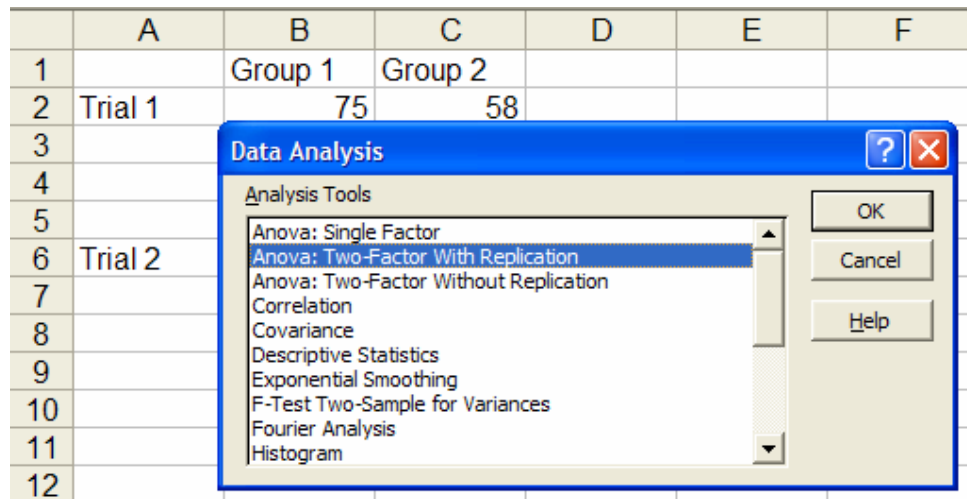 A B C D E F
1 Group 1 Group 2
2 Trial 1 75 58
3
Data Analysis
4
Analysis Tools
5
OK
Anova: Single Factor
6 Trial 2
Anova: Two-Factor With Replication
Cancel
7
Anova: Two-Factor Without Replication
Correlation
8
Covariance
Help
Descriptive Statistics
9
Exponential Smoothing
10
F-Test Two-Sample for Variances
Fourier Analysis
11
Histogram
12